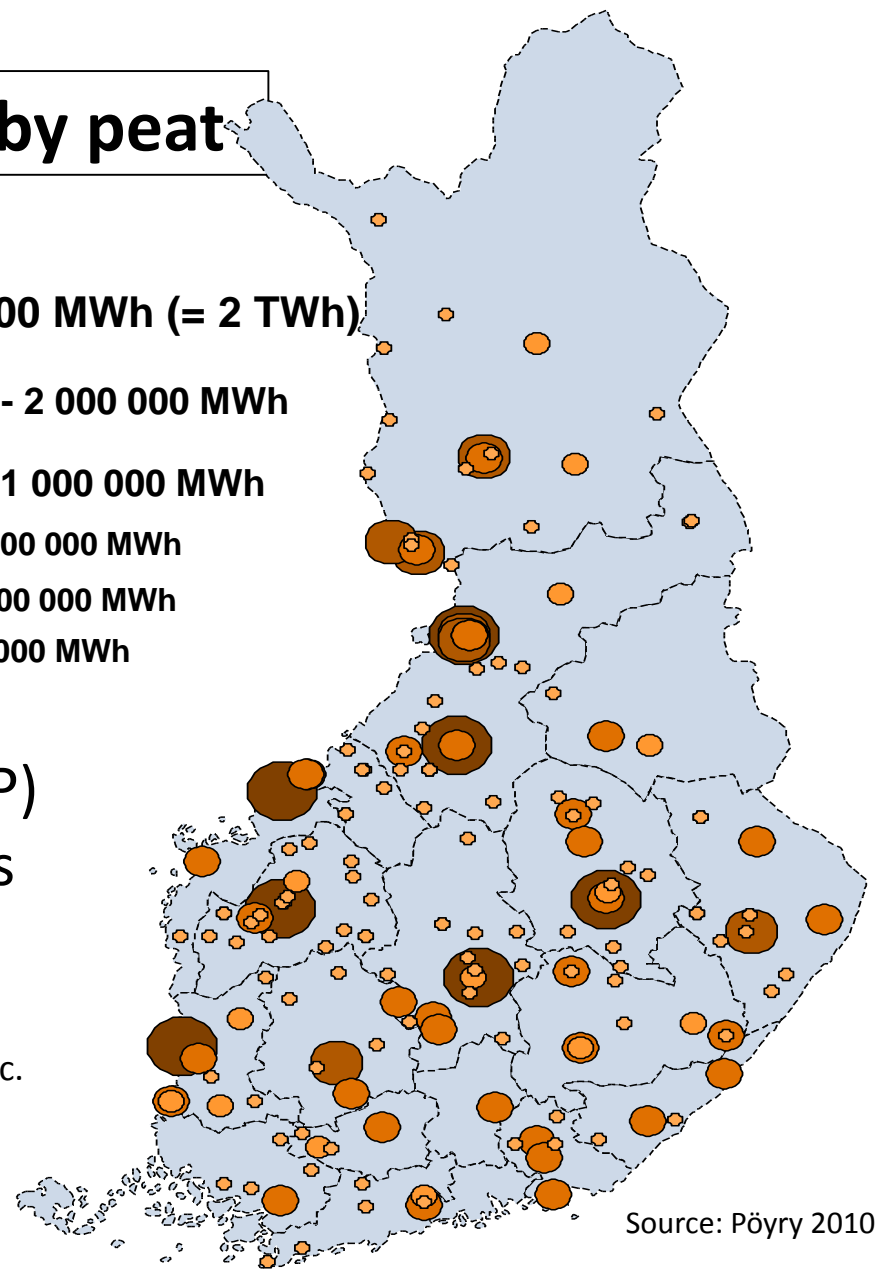 by peat
00 MWh (= 2 TWh)
- 2 000 000 MWh
1 000 000 MWh
00 000 MWh
00 000 MWh
000 MWh
P)
s
c.
Source: Pöyry 2010